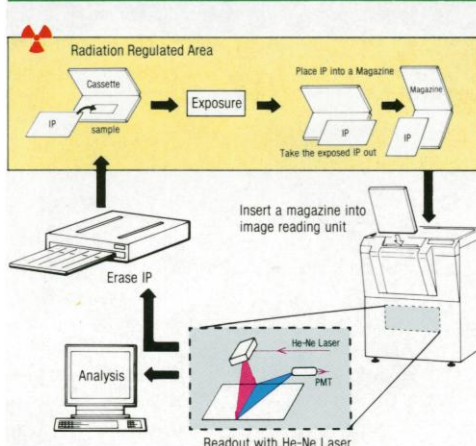 Radiation Regulated Area
Cassette
IP
sample
Exposure
Place IP into a Magazine
IP
Take the exposed IP out
Magazine
IP
Insert a magazine into
image reading unit
Erase IP
He-Ne Laser
PMT
Analysis
Readout with He-Ne Laser